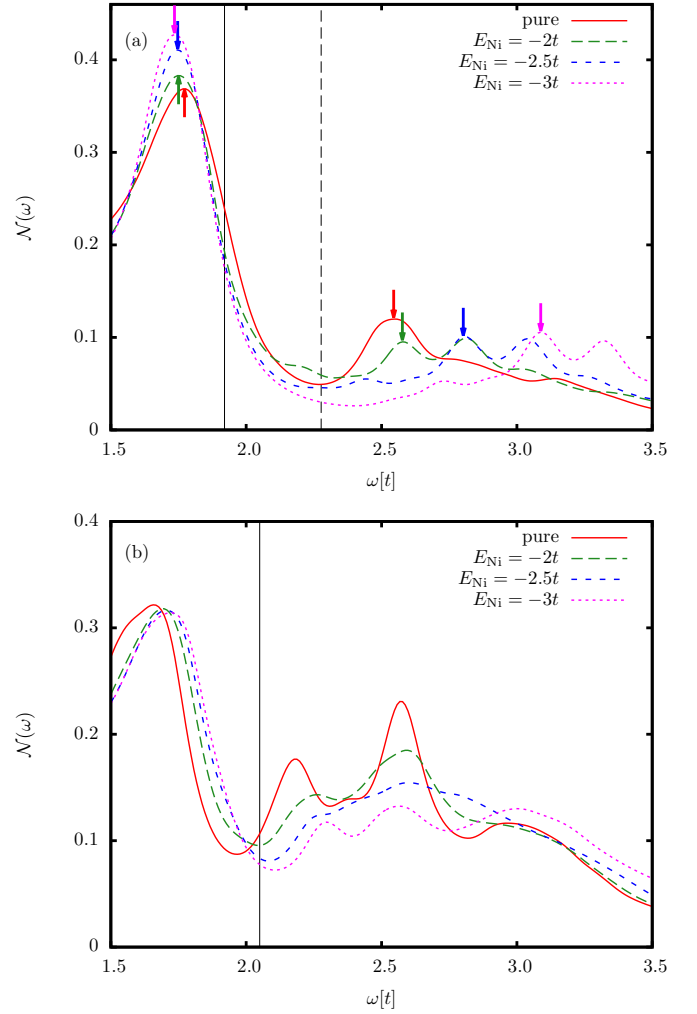 (a)
pure
E_Ni = −2t
E_Ni = −2.5t
E_Ni = −3t
0.4
0.3
0.2
0.1
0
N(ω)
1.5 2.0 2.5 3.0 3.5
ω[t]
(b)
pure
E_Ni = −2t
E_Ni = −2.5t
E_Ni = −3t
0.4
0.3
0.2
0.1
0
N(ω)
1.5 2.0 2.5 3.0 3.5
ω[t]